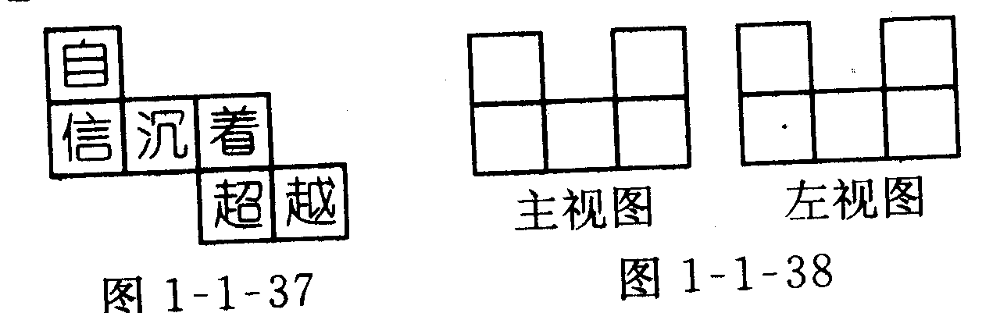 自
信沉着
超越
主视图
左视图
图 1-1-37
图 1-1-38